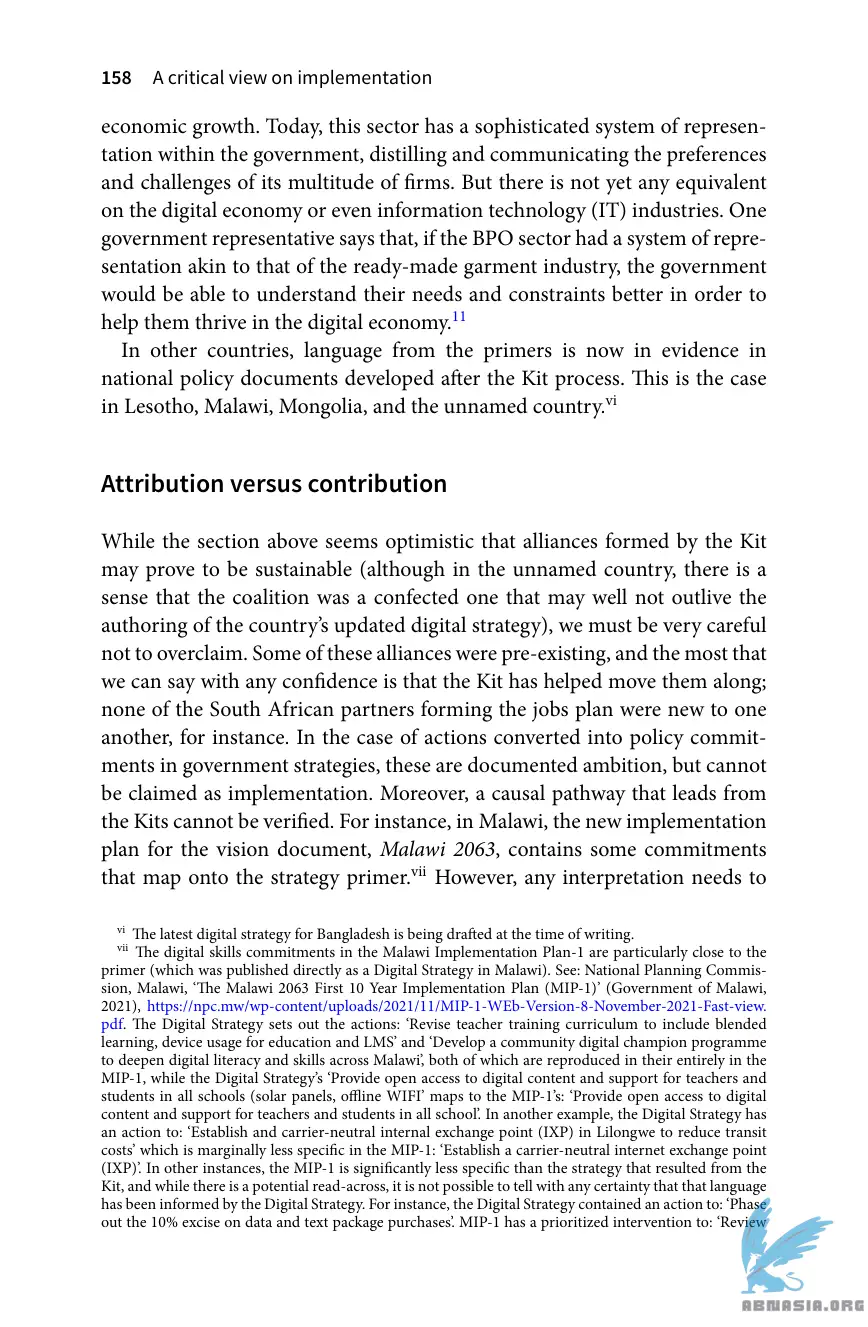 158 A critical view on implementation
economic growth. Today, this sector has a sophisticated system of represen-
tation within the government, distilling and communicating the preferences
and challenges of its multitude of firms. But there is not yet any equivalent
on the digital economy or even information technology (IT) industries. One
government representative says that, if the BPO sector had a system of repre-
sentation akin to that of the ready-made garment industry, the government
would be able to understand their needs and constraints better in order to
help them thrive in the digital economy.11
In other countries, language from the primers is now in evidence in
national policy documents developed after the Kit process. This is the case
in Lesotho, Malawi, Mongolia, and the unnamed country.vi
Attribution versus contribution
While the section above seems optimistic that alliances formed by the Kit
may prove to be sustainable (although in the unnamed country, there is a
sense that the coalition was a confected one that may well not outlive the
authoring of the country's updated digital strategy), we must be very careful
not to overclaim. Some of these alliances were pre-existing, and the most that
we can say with any confidence is that the Kit has helped move them along;
none of the South African partners forming the jobs plan were new to one
another, for instance. In the case of actions converted into policy commit-
ments in government strategies, these are documented ambition, but cannot
be claimed as implementation. Moreover, a causal pathway that leads from
the Kits cannot be verified. For instance, in Malawi, the new implementation
plan for the vision document, Malawi 2063, contains some commitments
that map onto the strategy primer.vii However, any interpretation needs to
vi The latest digital strategy for Bangladesh is being drafted at the time of writing.
vii The digital skills commitments in the Malawi Implementation Plan-1 are particularly close to the
primer (which was published directly as a Digital Strategy in Malawi). See: National Planning Commis-
sion, Malawi, 'The Malawi 2063 First 10 Year Implementation Plan (MIP-1)' (Government of Malawi,
2021), https://npc.mw/wp-content/uploads/2021/11/MIP-1-WEb-Version-8-November-2021-Fast-view.
pdf. The Digital Strategy sets out the actions: 'Revise teacher training curriculum to include blended
learning, device usage for education and LMS' and 'Develop a community digital champion programme
to deepen digital literacy and skills across Malawi', both of which are reproduced in their entirely in the
MIP-1, while the Digital Strategy's 'Provide open access to digital content and support for teachers and
students in all schools (solar panels, offline WIFI' maps to the MIP-1's: 'Provide open access to digital
content and support for teachers and students in all school'. In another example, the Digital Strategy has
an action to: 'Establish and carrier-neutral internal exchange point (IXP) in Lilongwe to reduce transit
costs' which is marginally less specific in the MIP-1: 'Establish a carrier-neutral internet exchange point
(IXP)'. In other instances, the MIP-1 is significantly less specific than the strategy that resulted from the
Kit, and while there is a potential read-across, it is not possible to tell with any certainty that that language
has been informed by the Digital Strategy. For instance, the Digital Strategy contained an action to: 'Phase
out the 10% excise on data and text package purchases'. MIP-1 has a prioritized intervention to: 'Review
ABNASIA.ORG